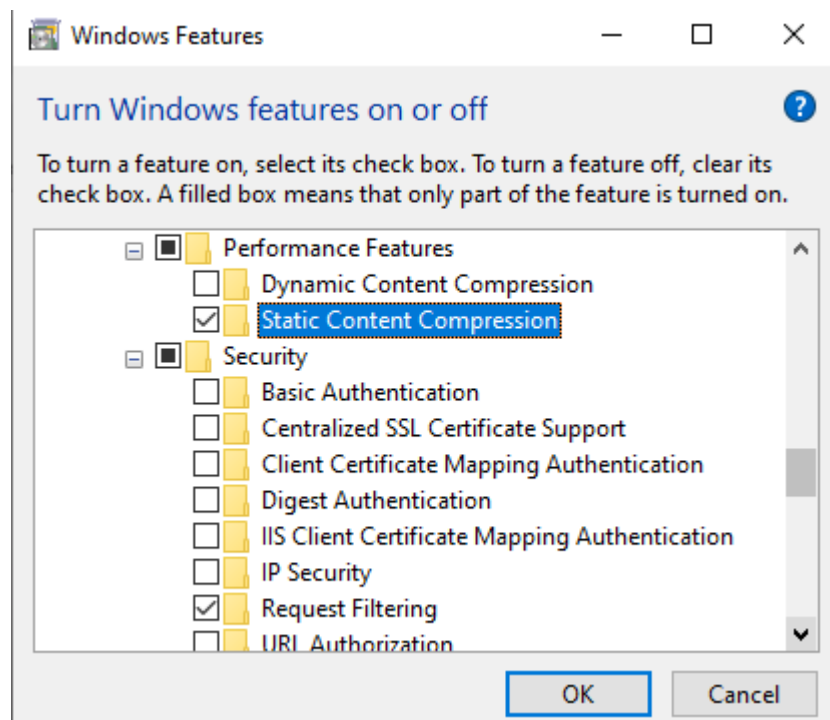 Windows Features
Turn Windows features on or off
?
To turn a feature on, select its check box. To turn a feature off, clear its
check box. A filled box means that only part of the feature is turned on.
Performance Features
Dynamic Content Compression
Static Content Compression
Security
Basic Authentication
Centralized SSL Certificate Support
Client Certificate Mapping Authentication
Digest Authentication
IIS Client Certificate Mapping Authentication
IP Security
Request Filtering
URL Authorization
OK
Cancel